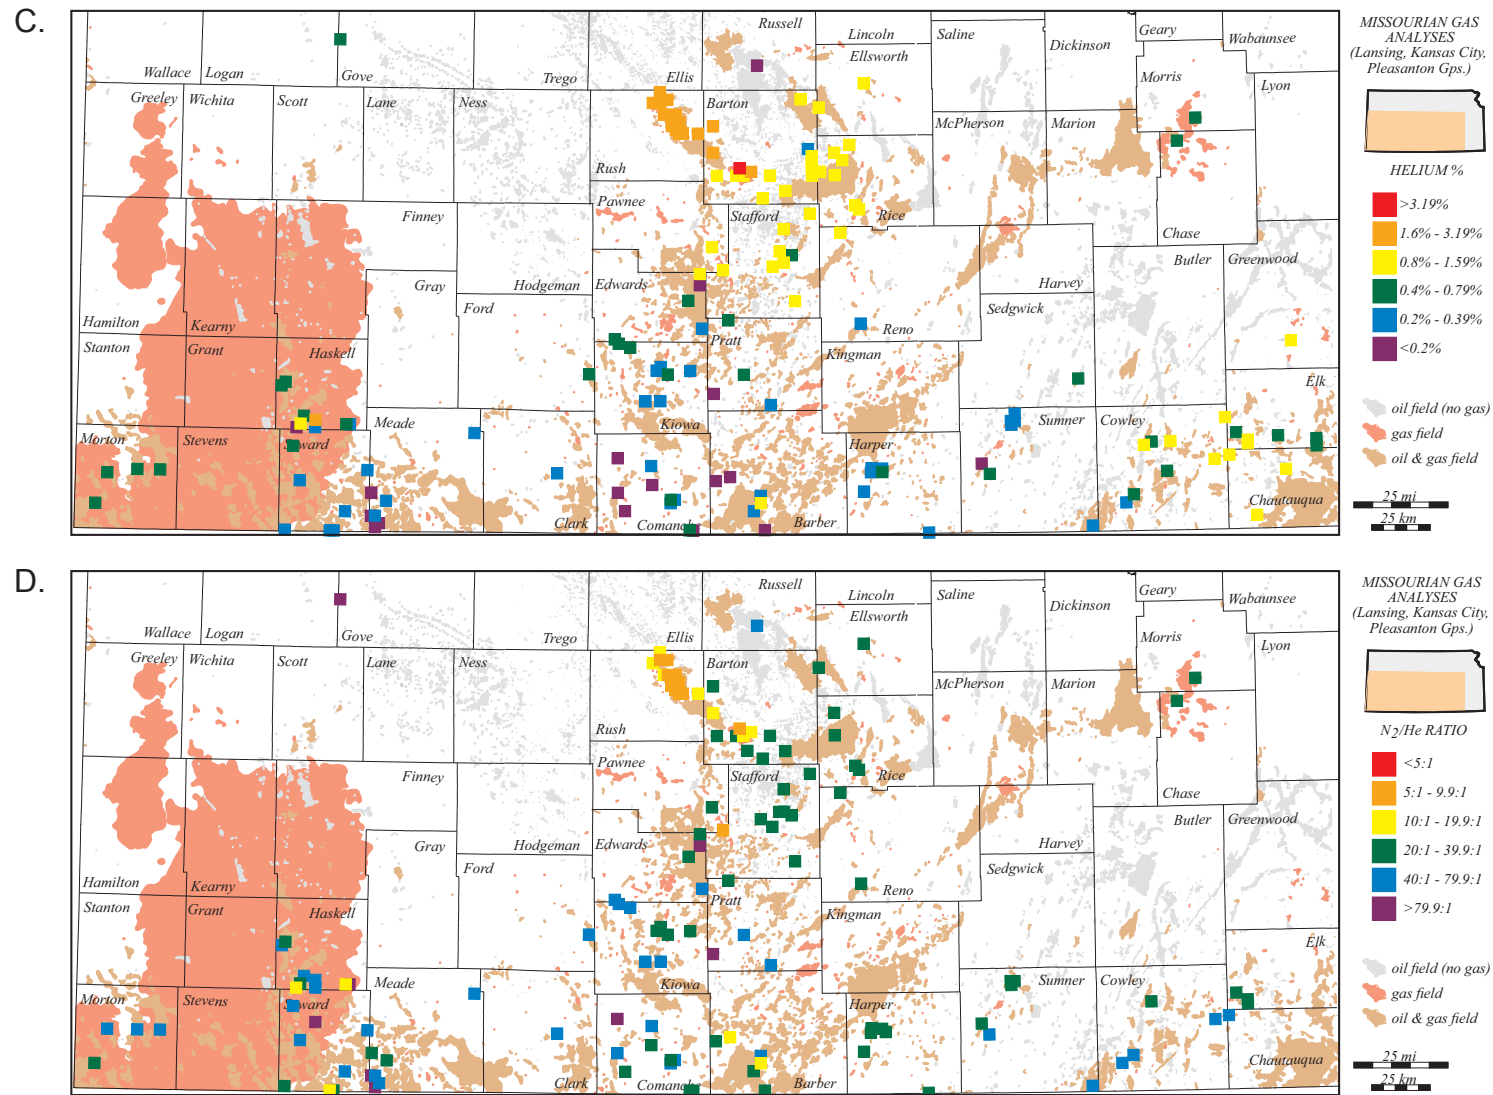 C.
Russell
Lincoln
Saline
Dickinson
Geary
Wabaunsee
Ellsworth
Wallace
Logan
Gove
Trego
Ellis
Morris
Lyon
Greeley
Wichita
Scott
Lane
Ness
Barton
McPherson
Marion
Rush
Pawnee
Finney
Stafford
Rice
Chase
Butler
Greenwood
Hamilton
Kearny
Gray
Hodgeman
Edwards
Ford
Harvey
Sedgwick
Reno
Stanton
Grant
Haskell
Pratt
Kingman
Elk
Morton
Stevens
Seward
Meade
Kiowa
Harper
Sumner
Cowley
Clark
Comanche
Barber
Chautauqua
MISSOURIAN GAS
ANALYSES
(Lansing, Kansas City,
Pleasanton Gps.)
HELIUM %
>3.19%
1.6% - 3.19%
0.8% - 1.59%
0.4% - 0.79%
0.2% - 0.39%
<0.2%
oil field (no gas)
gas field
oil & gas field
25 mi
25 km
D.
Russell
Lincoln
Saline
Dickinson
Geary
Wabaunsee
Ellsworth
Wallace
Logan
Gove
Trego
Ellis
Morris
Lyon
Greeley
Wichita
Scott
Lane
Ness
Barton
McPherson
Marion
Rush
Pawnee
Finney
Stafford
Rice
Chase
Butler
Greenwood
Hamilton
Kearny
Gray
Hodgeman
Edwards
Ford
Harvey
Sedgwick
Reno
Stanton
Grant
Haskell
Pratt
Kingman
Elk
Morton
Stevens
Seward
Meade
Kiowa
Harper
Sumner
Cowley
Clark
Comanche
Barber
Chautauqua
MISSOURIAN GAS
ANALYSES
(Lansing, Kansas City,
Pleasanton Gps.)
N2/He RATIO
<5:1
5:1 - 9.9:1
10:1 - 19.9:1
20:1 - 39.9:1
40:1 - 79.9:1
>79.9:1
oil field (no gas)
gas field
oil & gas field
25 mi
25 km